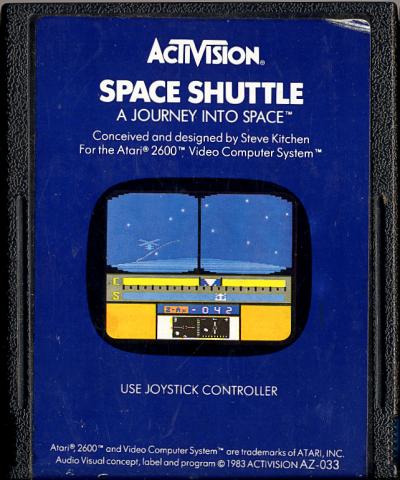 ACTIVISION®
SPACE SHUTTLE
A JOURNEY INTO SPACE™
Conceived and designed by Steve Kitchen
For the Atari® 2600™ Video Computer System™
C
S
Z-AX-042
USE JOYSTICK CONTROLLER
Atari®, 2600™ and Video Computer System™ are trademarks of ATARI, INC.
Audio Visual concept, label and program © 1983 ACTIVISION AZ-033